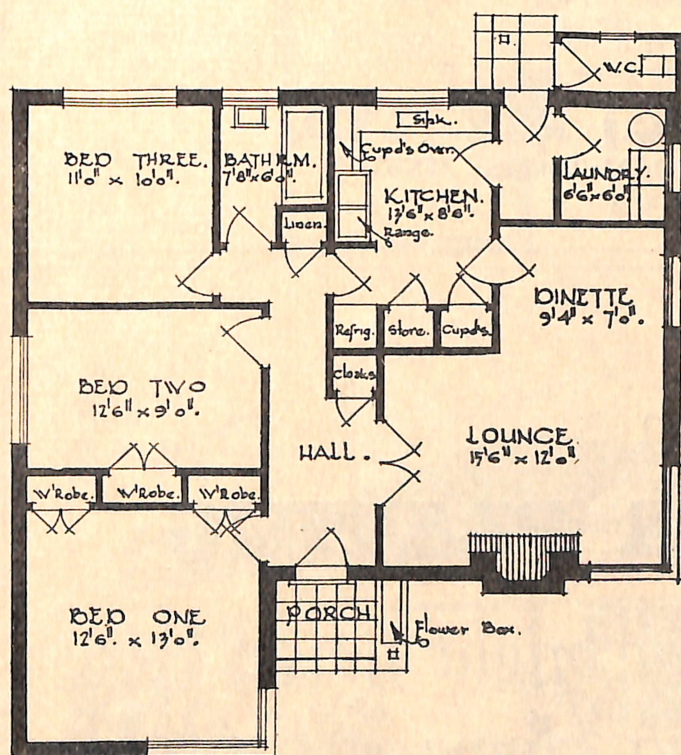 W.C.
BED THREE.
11'0" x 10'0".
BATH RM.
7'8" x 6'0".
Sink.
Cupd's Over.
KITCHEN.
13'6" x 8'6".
Range.
LAUNDRY.
6'6" x 6'0".
Linen.
DINETTE
9'4" x 7'0".
Refrig.
Store.
Cupd's.
BED TWO
12'6" x 9'0".
Cloaks
HALL.
LOUNGE
15'6" x 12'0".
W'Robe.
W'Robe.
W'Robe.
BED ONE
12'6". x 13'0".
PORCH
Flower Box.